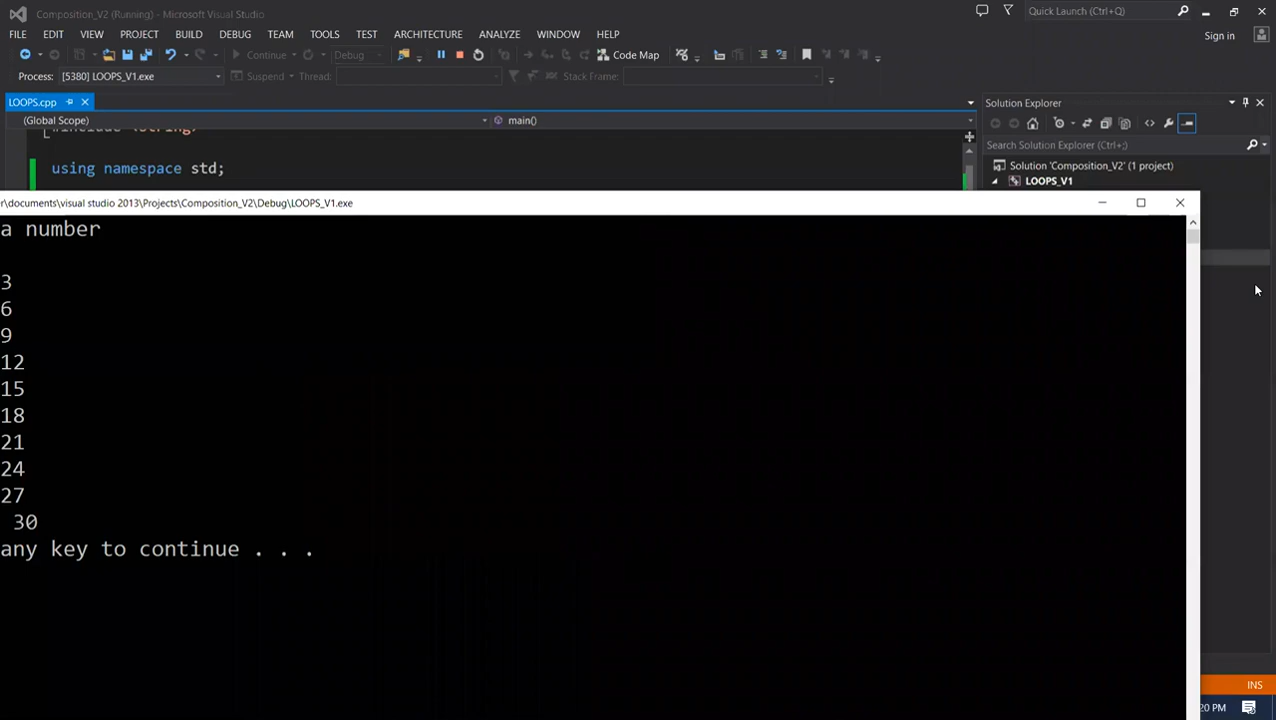 Composition_V2 (Running) - Microsoft Visual Studio
Quick Launch (Ctrl+Q)
FILE EDIT VIEW PROJECT BUILD DEBUG TEAM TOOLS TEST ARCHITECTURE ANALYZE WINDOW HELP
Sign in
Continue Debug Code Map
Process: [5380] LOOPS_V1.exe Suspend Thread: Stack Frame:
LOOPS.cpp
Solution Explorer
(Global Scope) main()
#include <string>
Search Solution Explorer (Ctrl+;)
using namespace std;
Solution 'Composition_V2' (1 project)
LOOPS_V1
r\documents\visual studio 2013\Projects\Composition_V2\Debug\LOOPS_V1.exe
a number
3
6
9
12
15
18
21
24
27
30
any key to continue . . .
INS
20 PM